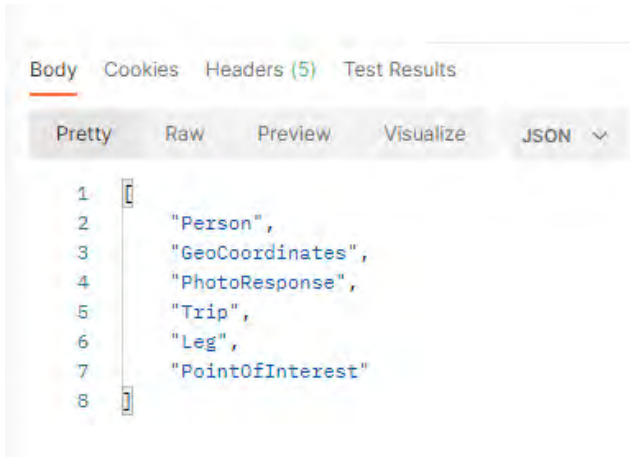 Body Cookies Headers (5) Test Results
Pretty Raw Preview Visualize JSON
1 [
2 "Person",
3 "GeoCoordinates",
4 "PhotoResponse",
5 "Trip",
6 "Leg",
7 "PointOfInterest"
8 ]